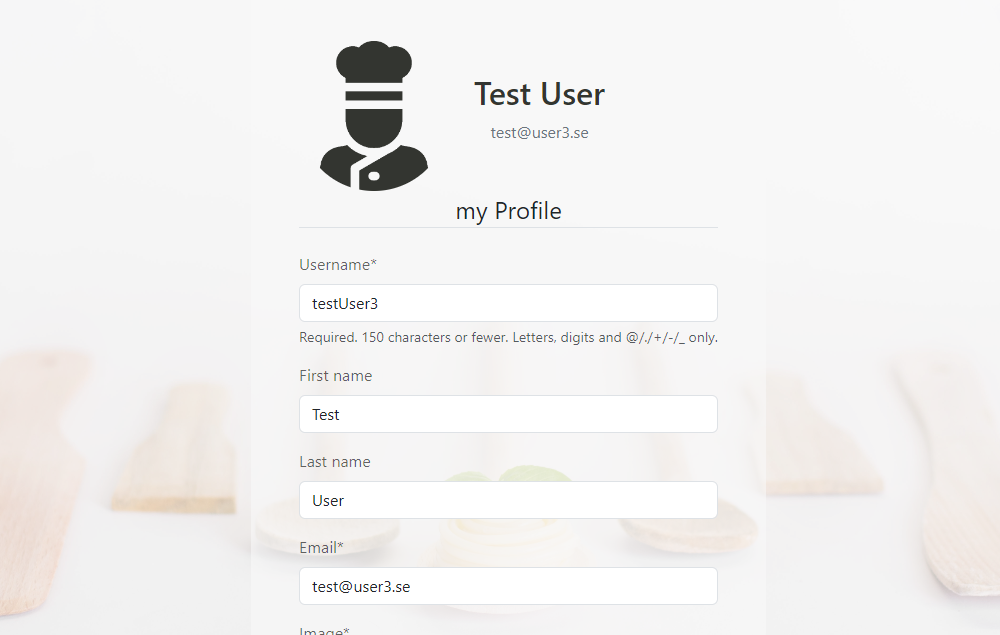 Test User
test@user3.se
my Profile
Username*
testUser3
Required. 150 characters or fewer. Letters, digits and @/./+/-/_ only.
First name
Test
Last name
User
Email*
test@user3.se
Image*